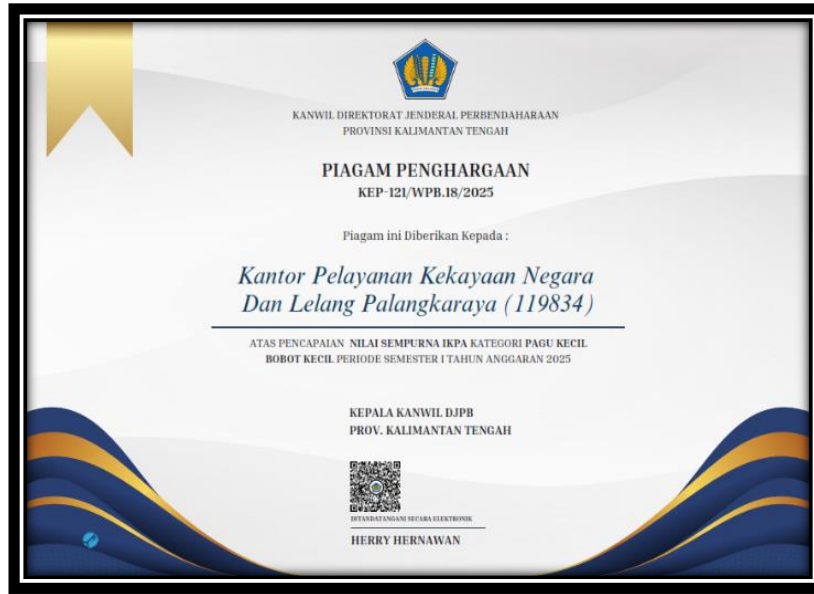 KANWIL DIREKTORAT JENDERAL PERBENDAHARAAN
PROVINSI KALIMANTAN TENGAH
PIAGAM PENGHARGAAN
KEP-121/WPB.18/2025
Piagam ini Diberikan Kepada :
Kantor Pelayanan Kekayaan Negara
Dan Lelang Palangkaraya (119834)
ATAS PENCAPAIAN NILAI SEMPURNA IKPA KATEGORI PAGU KECIL
BOBOT KECIL PERIODE SEMESTER I TAHUN ANGGARAN 2025
KEPALA KANWIL DJPB
PROV. KALIMANTAN TENGAH
DITANDATANGANI SECARA ELEKTRONIK
HERRY HERNAWAN